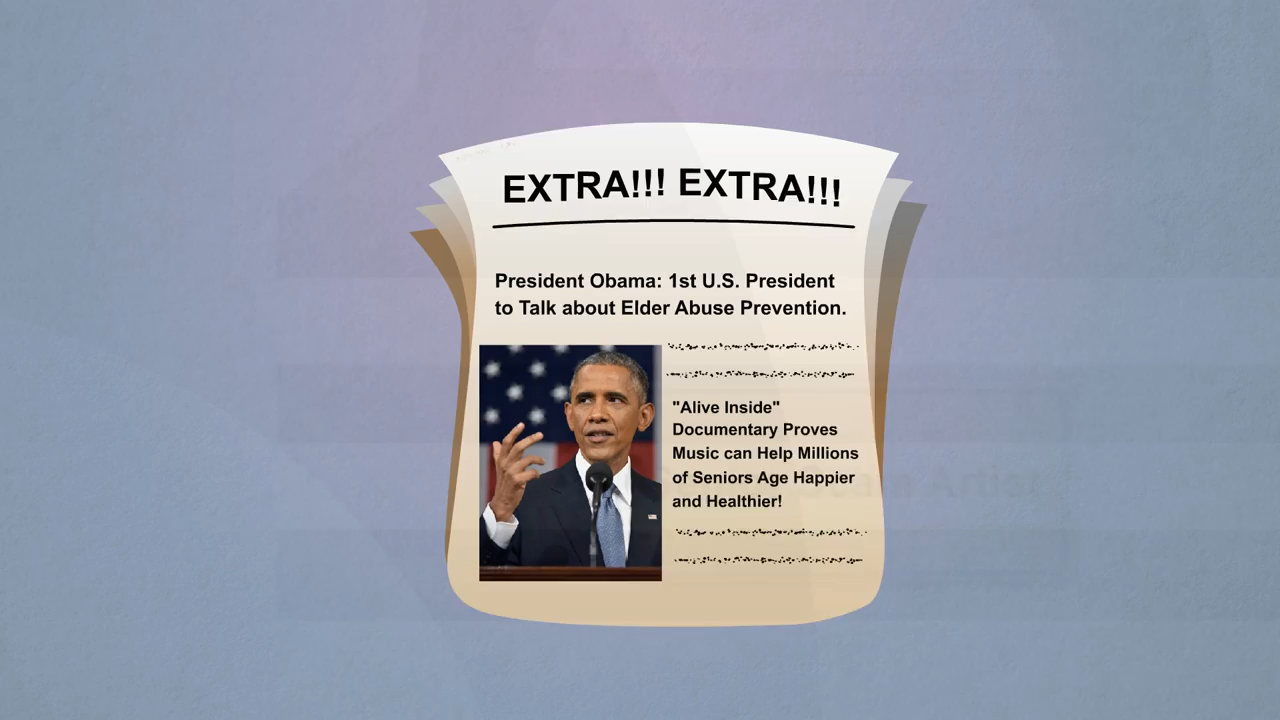 EXTRA!!! EXTRA!!!
President Obama: 1st U.S. President
to Talk about Elder Abuse Prevention.
"Alive Inside"
Documentary Proves
Music can Help Millions
of Seniors Age Happier
and Healthier!